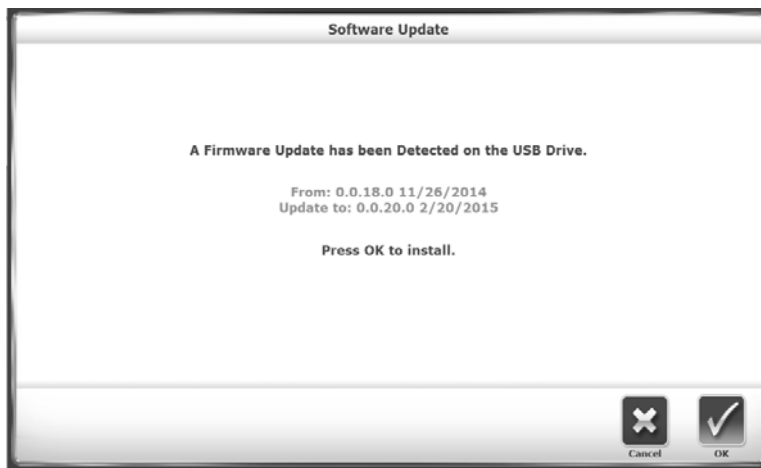 Software Update
A Firmware Update has been Detected on the USB Drive.
From: 0.0.18.0 11/26/2014
Update to: 0.0.20.0 2/20/2015
Press OK to install.
Cancel
OK